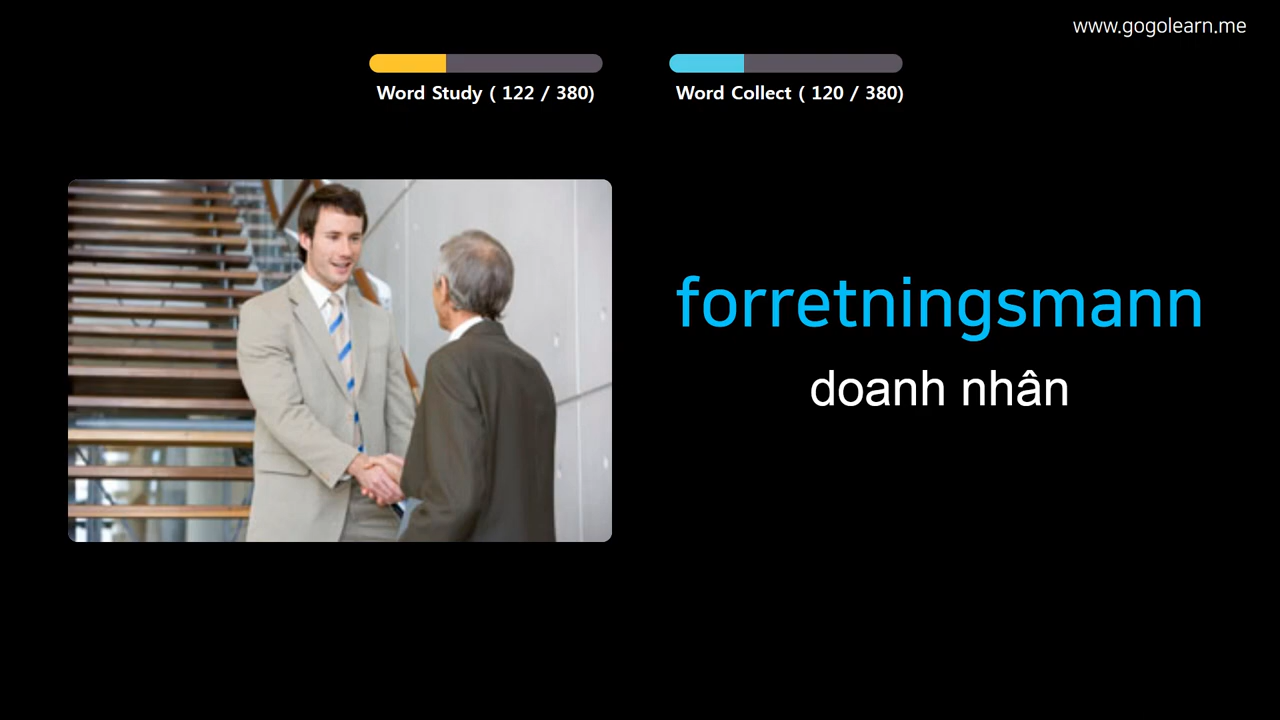 www.gogolearn.me
Word Study ( 122 / 380)
Word Collect ( 120 / 380)
forretningsmann
doanh nhân